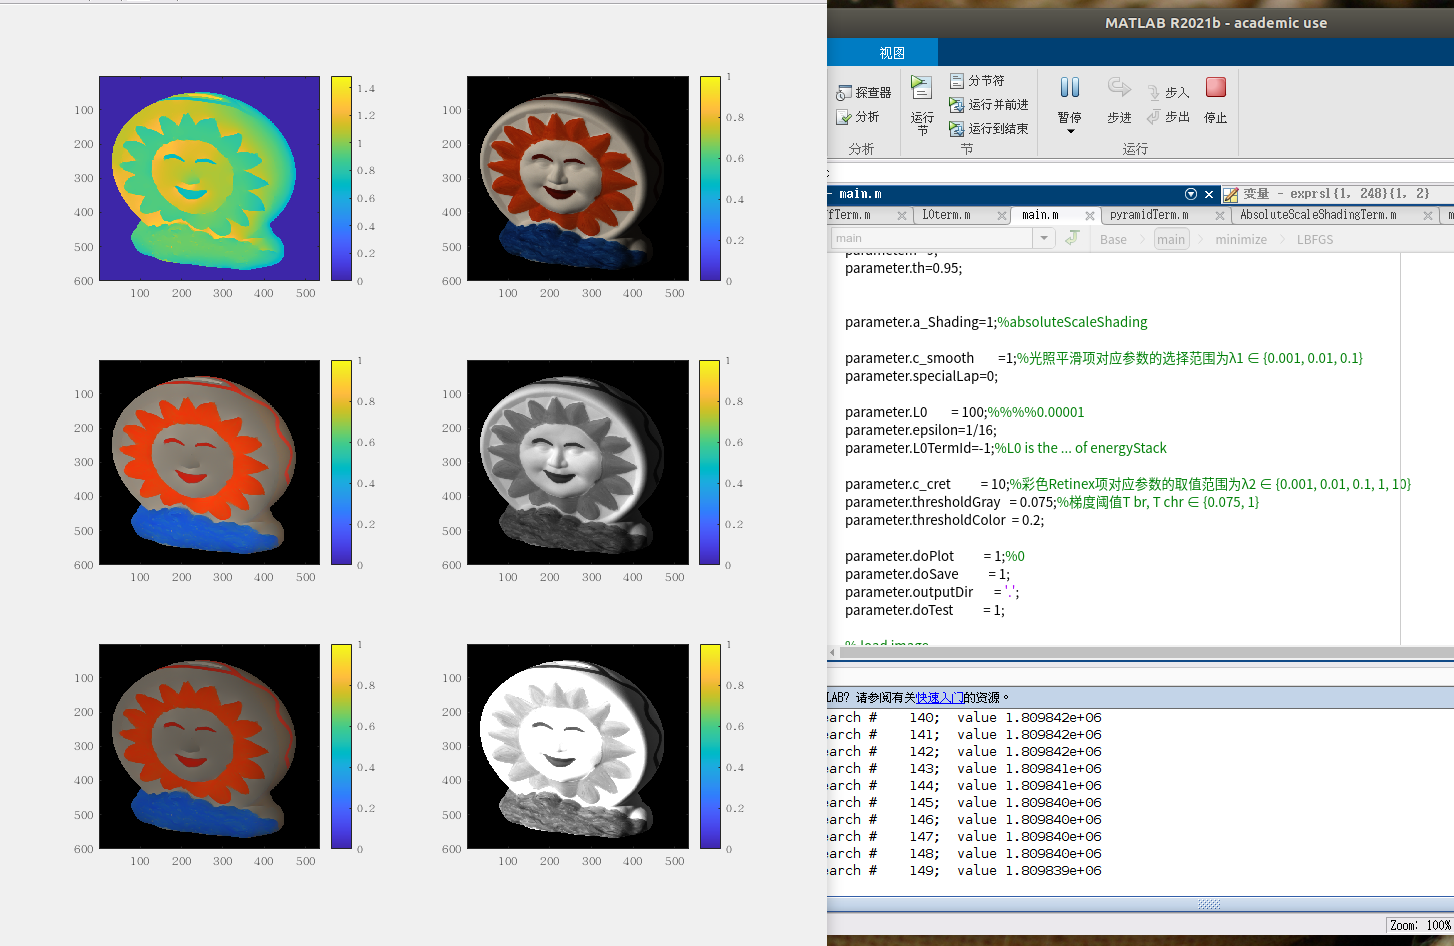 MATLAB R2021b - academic use
视图
探查器
分析
分析
运行
节
分节符
运行并前进
运行到结束
节
暂停
步进
步入
步出
停止
运行
- main.m
变量 - exprsl{1, 248}{1, 2}
fTerm.m
L0term.m
main.m
pyramidTerm.m
AbsoluteScaleShadingTerm.m
main
Base
main
minimize
LBFGS
parameter.th=0.95;
parameter.a_Shading=1;%absoluteScaleShading
parameter.c_smooth =1;%光照平滑项对应参数的选择范围为λ1 ∈ {0.001, 0.01, 0.1}
parameter.specialLap=0;
parameter.L0 = 100;%%%%0.00001
parameter.epsilon=1/16;
parameter.L0TermId=-1;%L0 is the ... of energyStack
parameter.c_cret = 10;%彩色Retinex项对应参数的取值范围为λ2 ∈ {0.001, 0.01, 0.1, 1, 10}
parameter.thresholdGray = 0.075;%梯度阈值T br, T chr ∈ {0.075, 1}
parameter.thresholdColor = 0.2;
parameter.doPlot = 1;%0
parameter.doSave = 1;
parameter.outputDir = '.';
parameter.doTest = 1;
% load image
LAB? 请参阅有关快速入门的资源。
earch # 140; value 1.809842e+06
earch # 141; value 1.809842e+06
earch # 142; value 1.809842e+06
earch # 143; value 1.809841e+06
earch # 144; value 1.809841e+06
earch # 145; value 1.809840e+06
earch # 146; value 1.809840e+06
earch # 147; value 1.809840e+06
earch # 148; value 1.809840e+06
earch # 149; value 1.809839e+06
Zoom: 100%
100
200
300
400
500
600
100 200 300 400 500
1.4
1.2
1
0.8
0.6
0.4
0.2
0
100
200
300
400
500
600
100 200 300 400 500
1
0.8
0.6
0.4
0.2
0
100
200
300
400
500
600
100 200 300 400 500
1
0.8
0.6
0.4
0.2
0
100
200
300
400
500
600
100 200 300 400 500
1
0.8
0.6
0.4
0.2
0
100
200
300
400
500
600
100 200 300 400 500
1
0.8
0.6
0.4
0.2
0
100
200
300
400
500
600
100 200 300 400 500
1
0.8
0.6
0.4
0.2
0